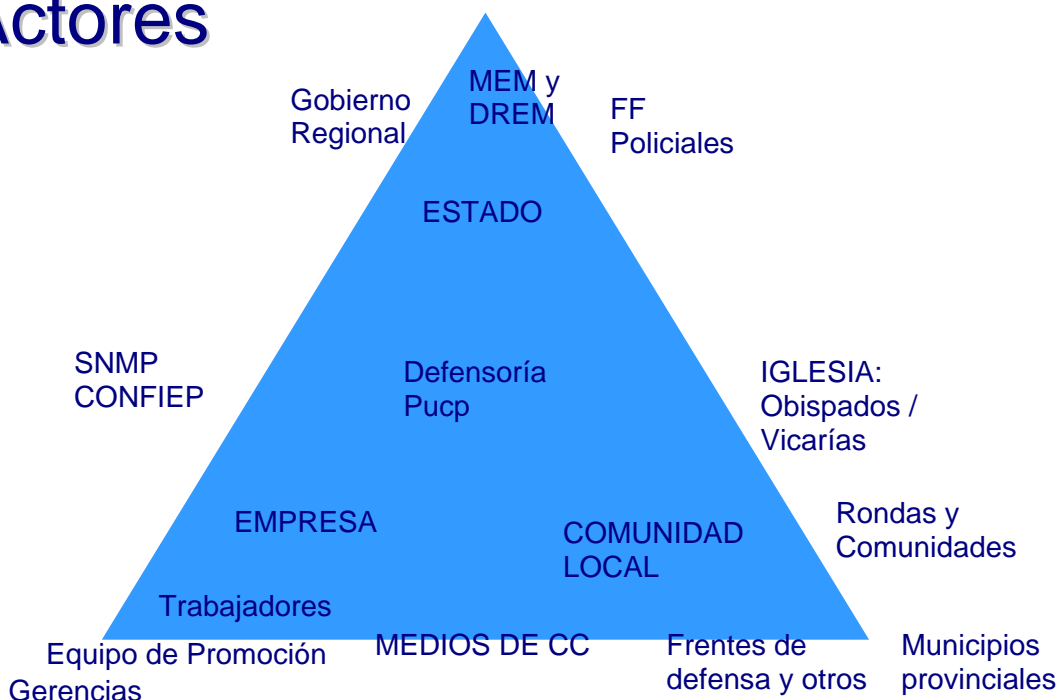 Actores
MEM y
DREM
Gobierno
Regional
FF
Policiales
ESTADO
SNMP
CONFIEP
Defensoría
Pucp
IGLESIA:
Obispados /
Vicarías
EMPRESA
COMUNIDAD
LOCAL
Rondas y
Comunidades
Trabajadores
Equipo de Promoción
Gerencias
MEDIOS DE CC
Frentes de
defensa y otros
Municipios
provinciales